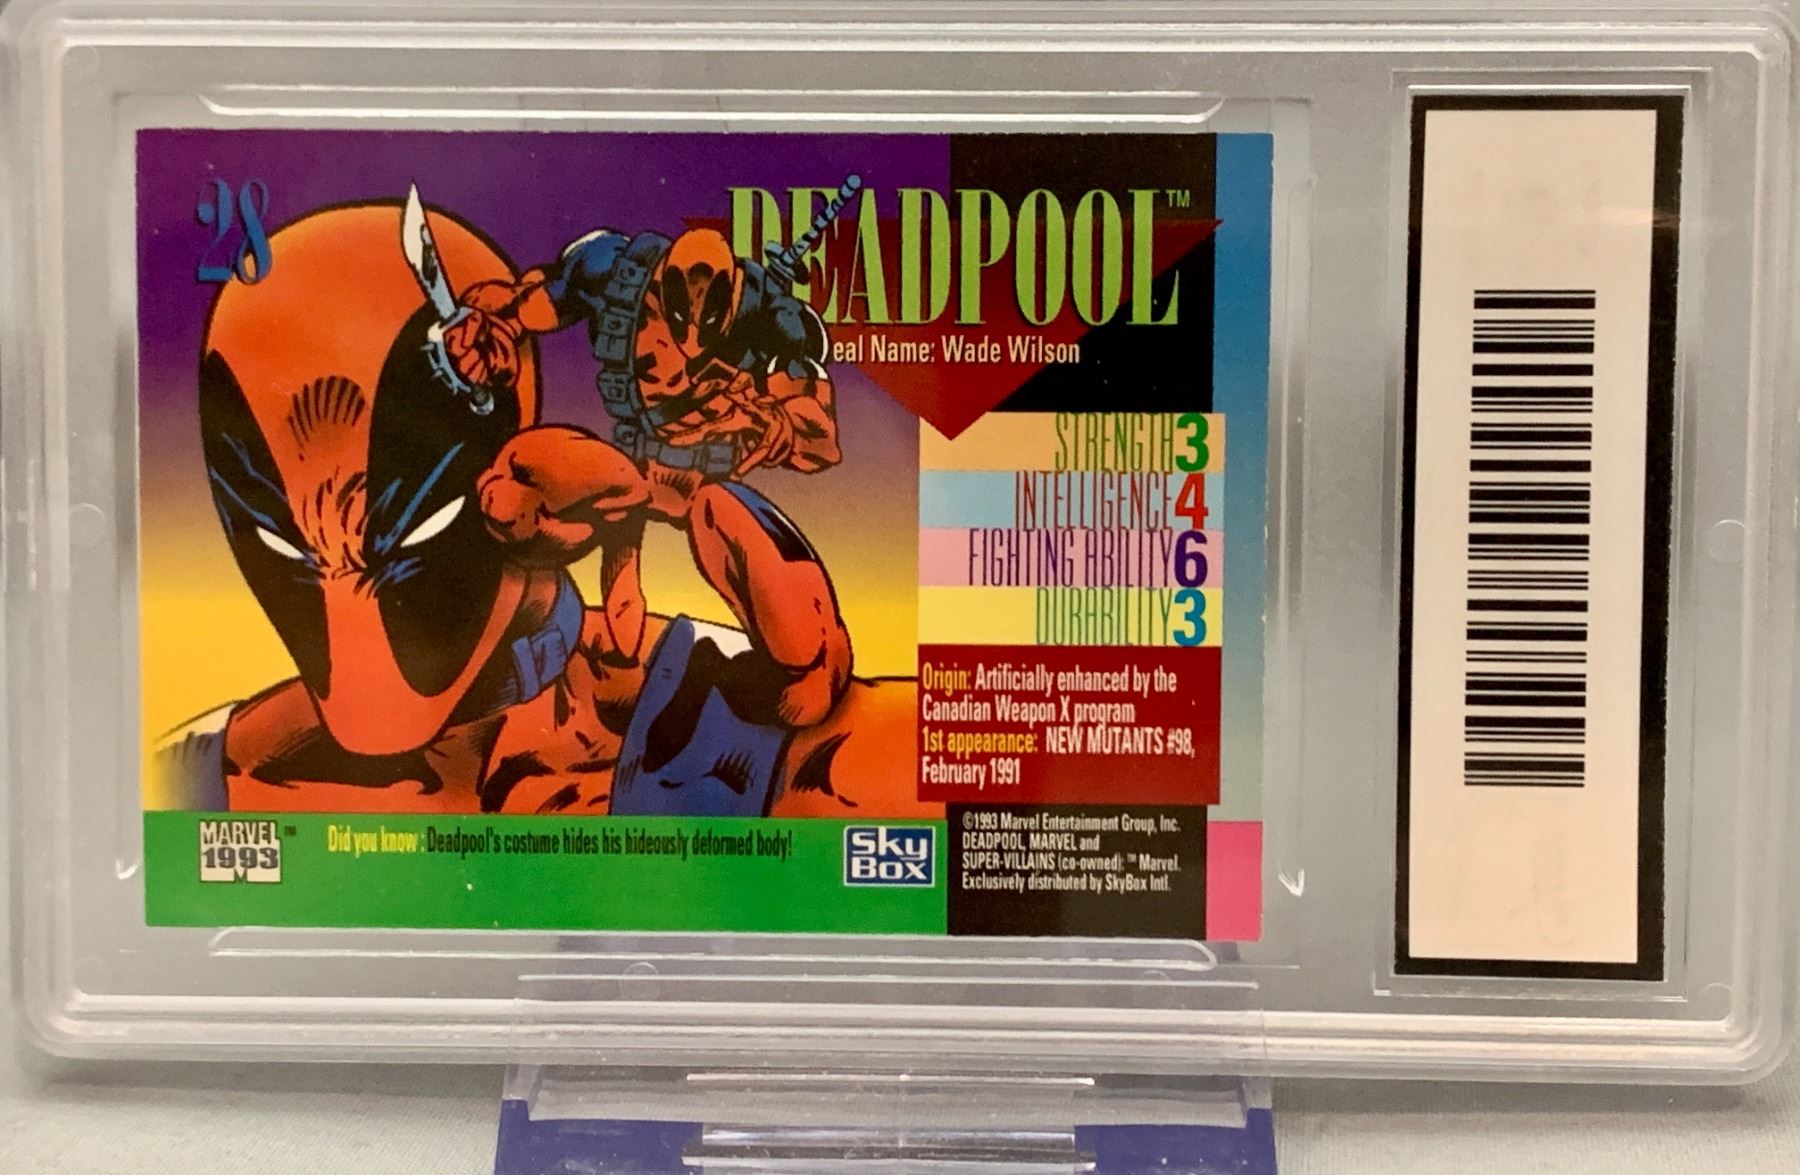 28
DEADPOOL™
eal Name: Wade Wilson
STRENGTH 3
INTELLIGENCE 4
FIGHTING ABILITY 6
DURABILITY 3
Origin: Artificially enhanced by the
Canadian Weapon X program
1st appearance: NEW MUTANTS #98,
February 1991
MARVEL™
1993
Did you know: Deadpool's costume hides his hideously deformed body!
Sky
Box
©1993 Marvel Entertainment Group, Inc.
DEADPOOL, MARVEL and
SUPER-VILLAINS (co-owned): ™ Marvel.
Exclusively distributed by SkyBox Intl.